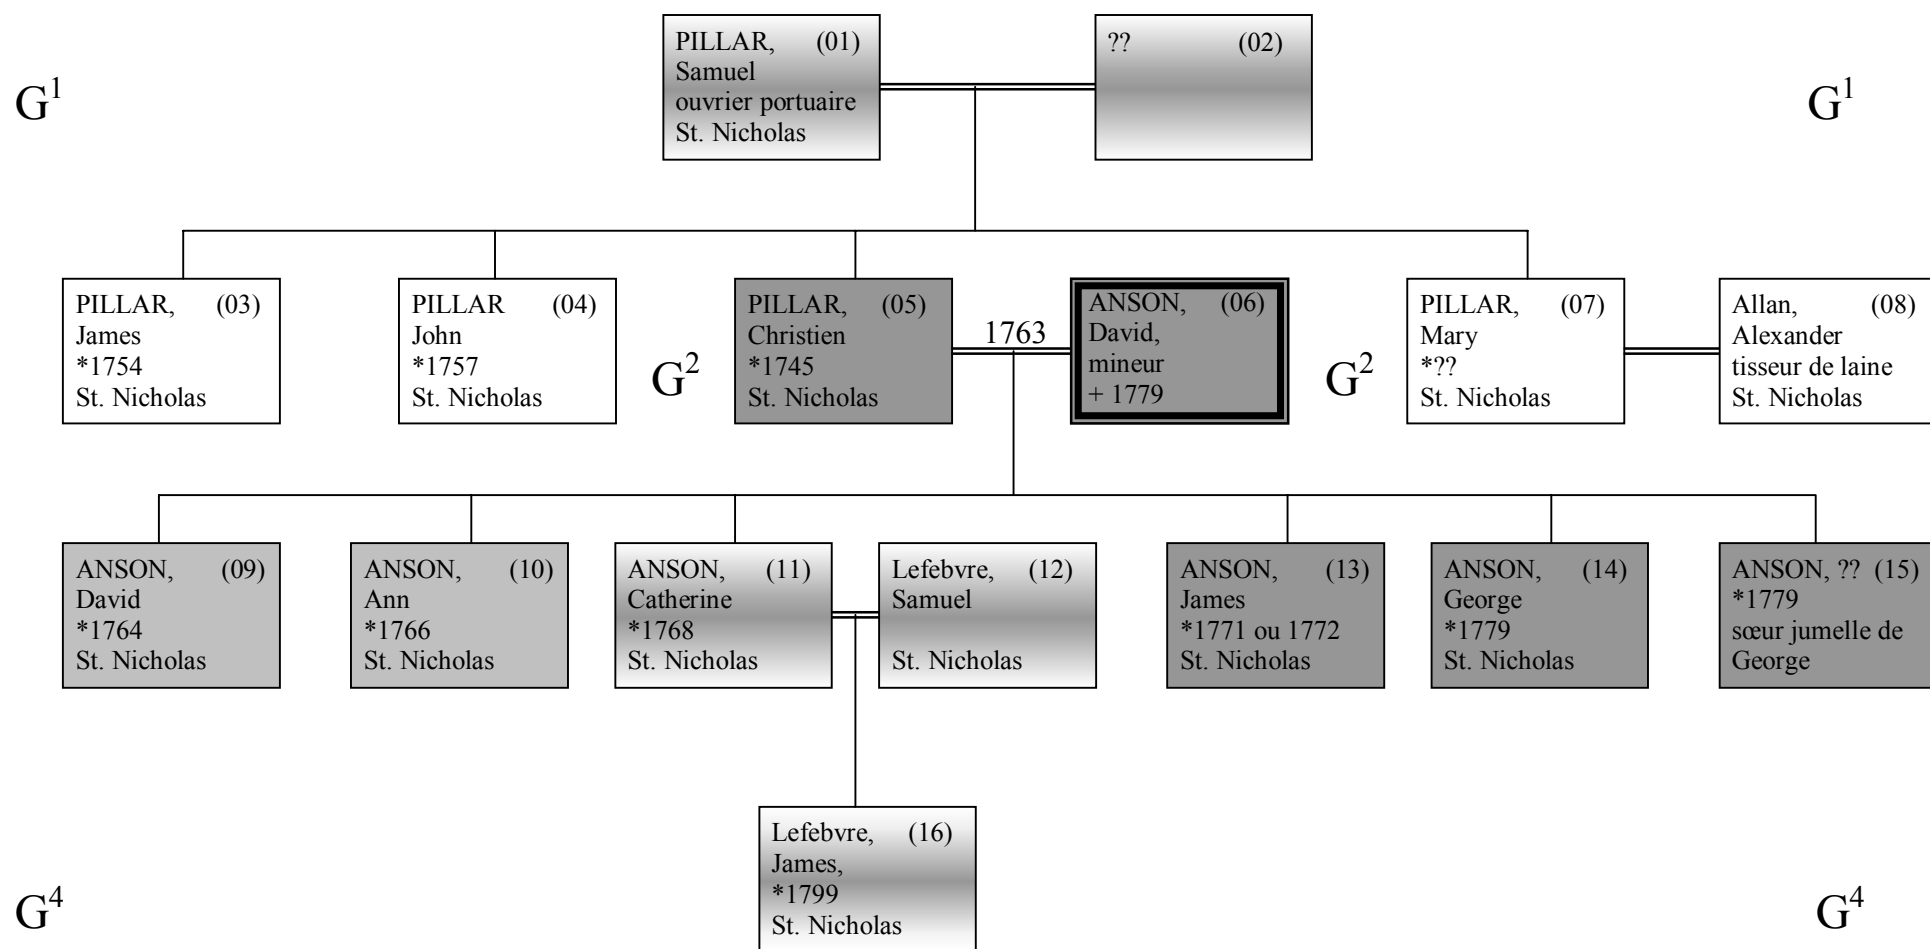 PILLAR, (01)
Samuel
ouvrier portuaire
St. Nicholas
?? (02)
G¹
G¹
PILLAR, (03)
James
*1754
St. Nicholas
PILLAR (04)
John
*1757
St. Nicholas
G²
PILLAR, (05)
Christien
*1745
St. Nicholas
1763
ANSON, (06)
David,
mineur
+ 1779
G²
PILLAR, (07)
Mary
*??
St. Nicholas
Allan, (08)
Alexander
tisseur de laine
St. Nicholas
ANSON, (09)
David
*1764
St. Nicholas
ANSON, (10)
Ann
*1766
St. Nicholas
ANSON, (11)
Catherine
*1768
St. Nicholas
Lefebvre, (12)
Samuel
St. Nicholas
ANSON, (13)
James
*1771 ou 1772
St. Nicholas
ANSON, (14)
George
*1779
St. Nicholas
ANSON, ?? (15)
*1779
sœur jumelle de
George
Lefebvre, (16)
James,
*1799
St. Nicholas
G⁴
G⁴